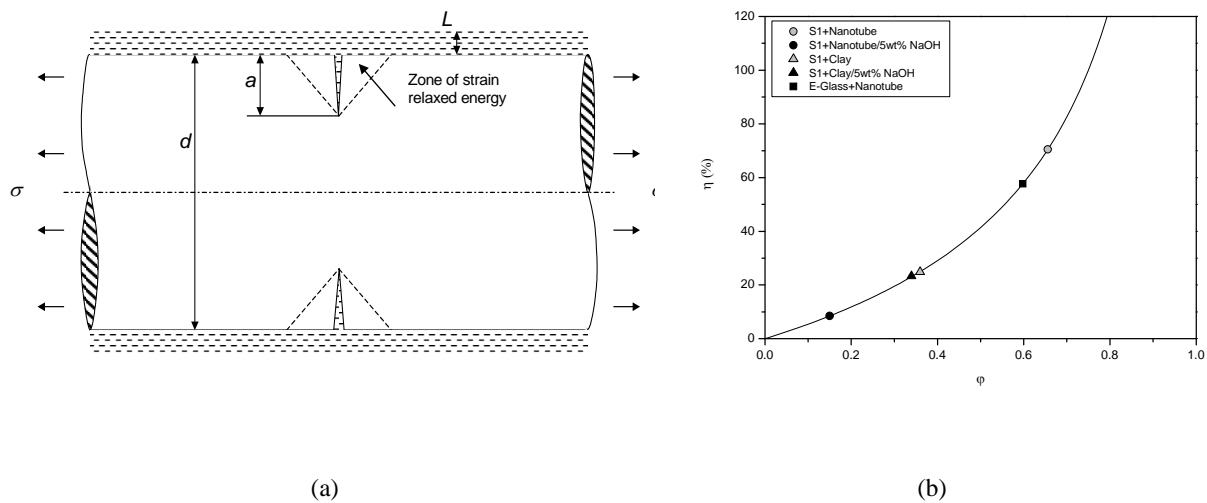 L
a
Zone of strain
relaxed energy
d
σ
(a)
120
100
80
60
40
20
0
η (%)
S1+Nanotube
S1+Nanotube/5wt% NaOH
S1+Clay
S1+Clay/5wt% NaOH
E-Glass+Nanotube
0.0 0.2 0.4 0.6 0.8 1.0
φ
(b)